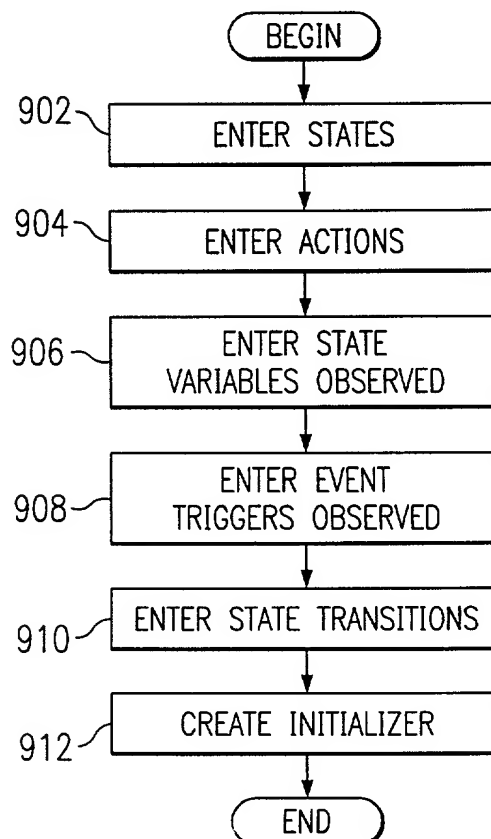 BEGIN
902
ENTER STATES
904
ENTER ACTIONS
906
ENTER STATE
VARIABLES OBSERVED
908
ENTER EVENT
TRIGGERS OBSERVED
910
ENTER STATE TRANSITIONS
912
CREATE INITIALIZER
END